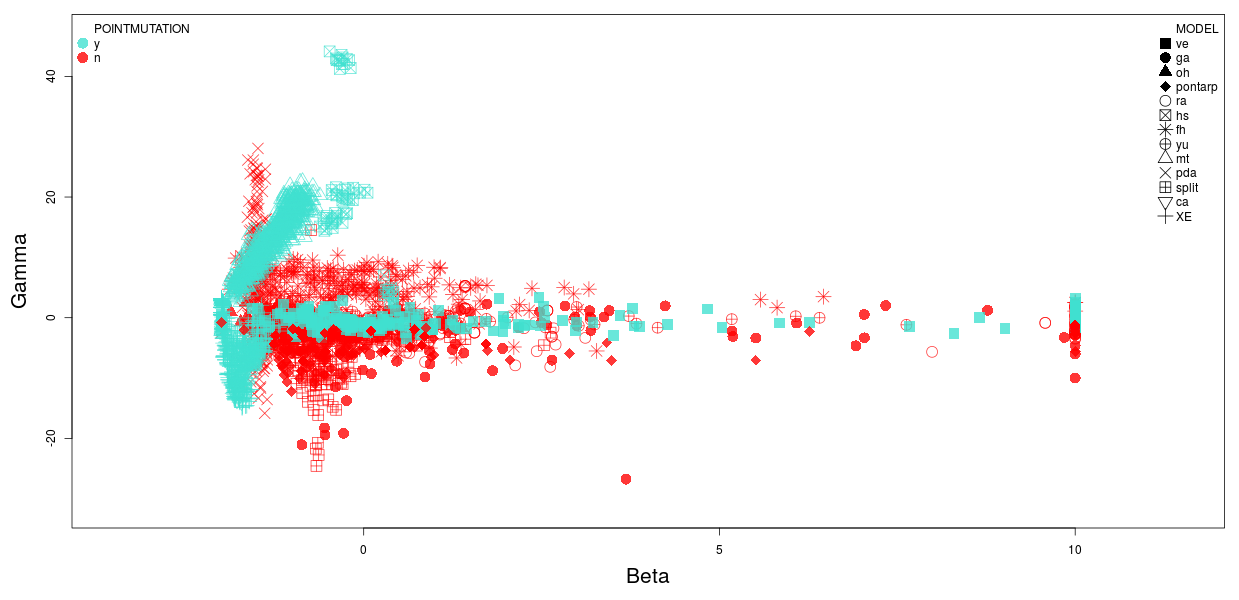 POINTMUTATION
y
n
MODEL
ve
ga
oh
pontarp
ra
hs
fh
yu
mt
pda
split
ca
XE
40
20
0
-20
Gamma
0
5
10
Beta